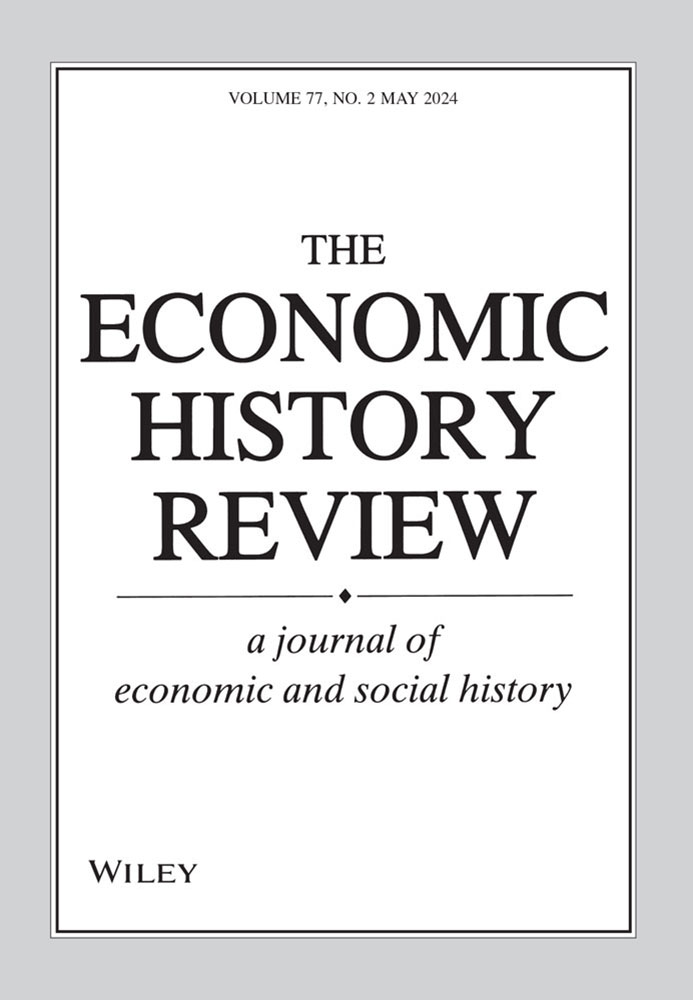 VOLUME 77, NO. 2 MAY 2024
THE
ECONOMIC
HISTORY
REVIEW
a journal of
economic and social history
WILEY